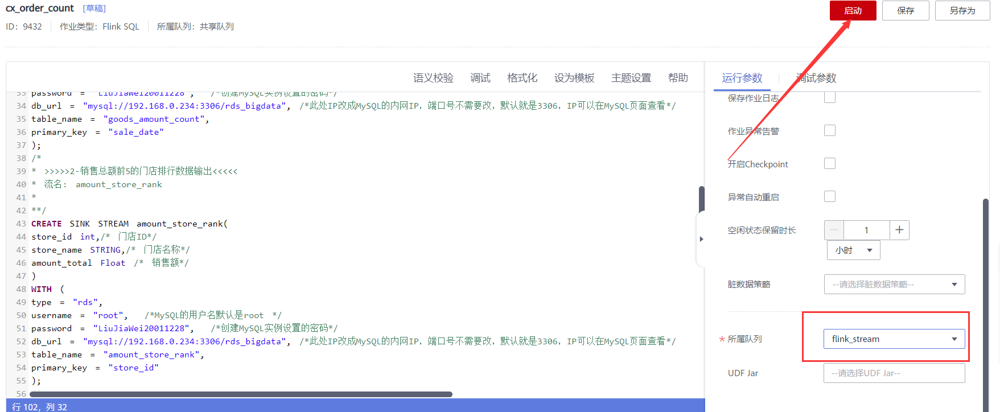 cx_order_count [草稿]
启动 保存 另存为
ID: 9432 作业类型: Flink SQL 所属队列: 共享队列
语义校验 调试 格式化 设为模板 主题设置 帮助
运行参数 调试参数
33 password = "LiuJiaWei20011228", /*创建MySQL实例设置的密码*/
34 db_url = "mysql://192.168.0.234:3306/rds_bigdata", /*此处IP改成MySQL的内网IP，端口号不需要改，默认就是3306，IP可以在MySQL页面查看*/
35 table_name = "goods_amount_count",
36 primary_key = "sale_date"
37 );
38 /*
39 * >>>>>2-销售总额前5的门店排行数据输出<<<<<
40 * 流名: amount_store_rank
41 *
42 **/
43 CREATE SINK STREAM amount_store_rank(
44 store_id int,/* 门店ID*/
45 store_name STRING,/* 门店名称*/
46 amount_total Float /* 销售额*/
47 )
48 WITH (
49 type = "rds",
50 username = "root", /*MySQL的用户名默认是root */
51 password = "LiuJiaWei20011228", /*创建MySQL实例设置的密码*/
52 db_url = "mysql://192.168.0.234:3306/rds_bigdata", /*此处IP改成MySQL的内网IP，端口号不需要改，默认就是3306，IP可以在MySQL页面查看*/
53 table_name = "amount_store_rank",
54 primary_key = "store_id"
55 );
56
行 102，列 32
保存作业日志
作业异常告警
开启Checkpoint
异常自动重启
空闲状态保留时长 — 1 +
小时
脏数据策略 --请选择脏数据策略--
* 所属队列 flink_stream
UDF Jar --请选择UDF Jar--